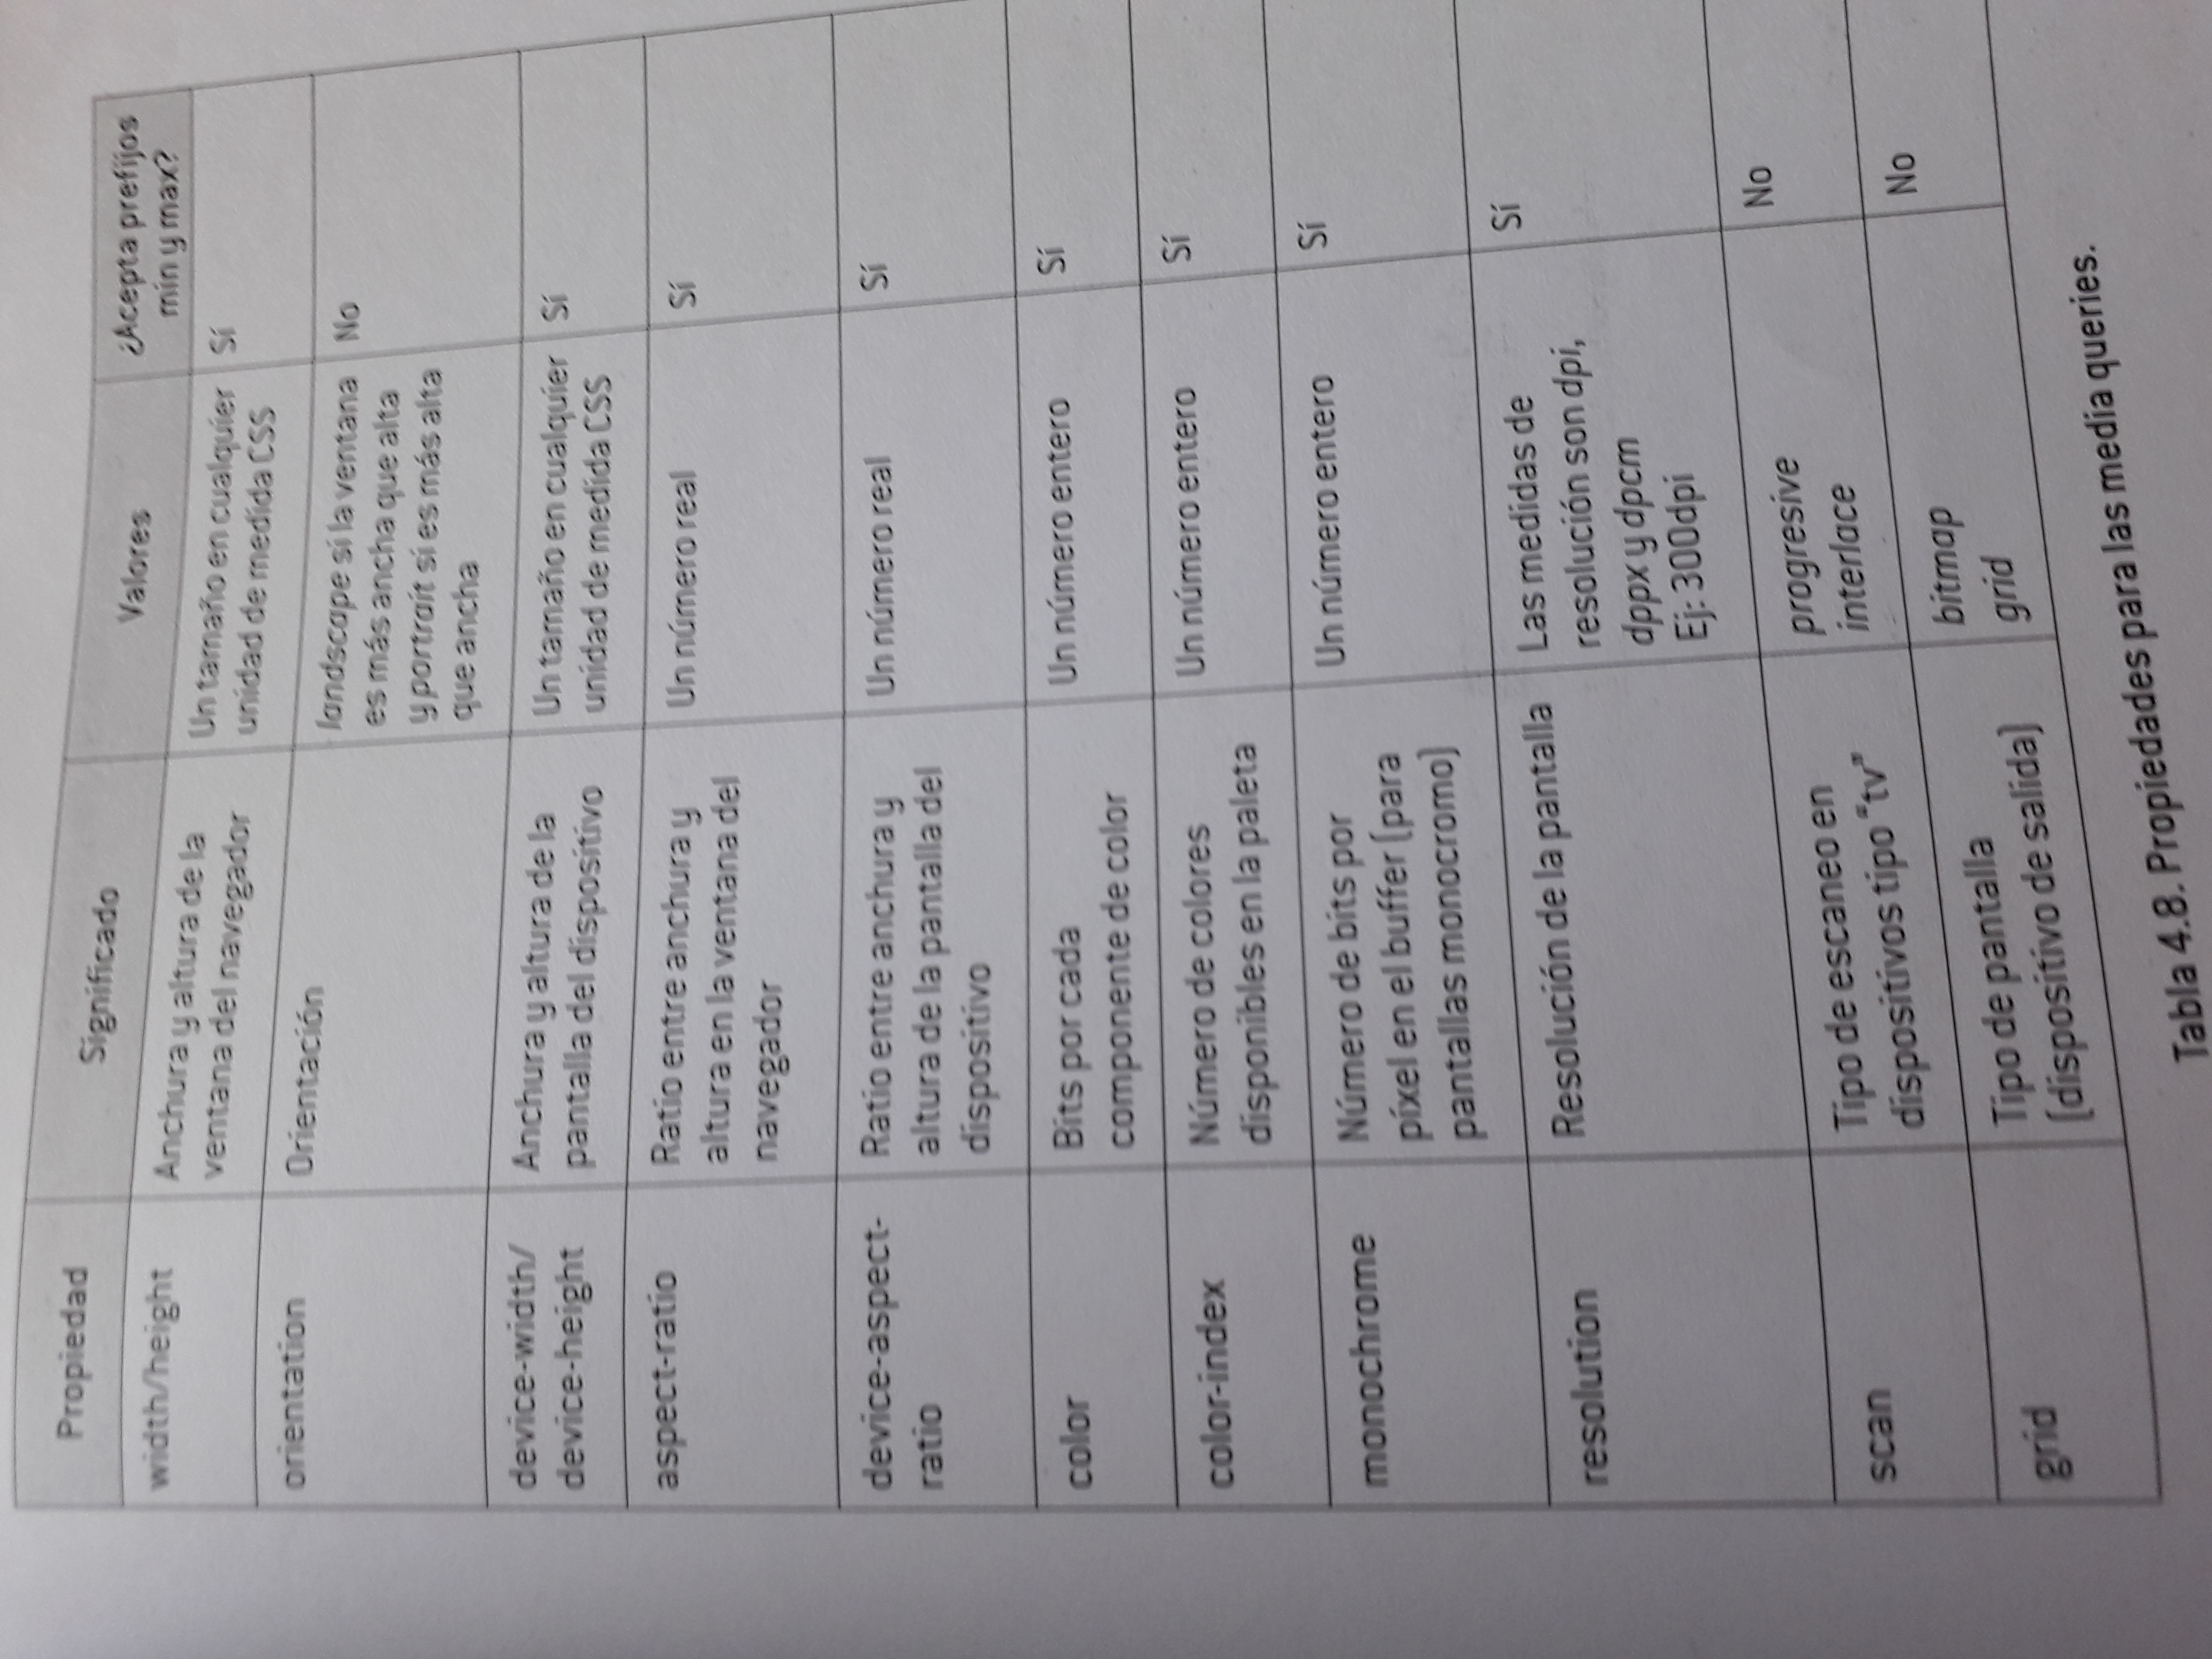 Propiedad
Significado
Valores
¿Acepta prefijos
min y max?
width/height
Anchura y altura de la
ventana del navegador
Un tamaño en cualquier
unidad de medida CSS
Sí
orientation
Orientación
landscape si la ventana
es más ancha que alta
y portrait si es más alta
que ancha
No
device-width/
device-height
Anchura y altura de la
pantalla del dispositivo
Un tamaño en cualquier
unidad de medida CSS
Sí
aspect-ratio
Ratio entre anchura y
altura en la ventana del
navegador
Un número real
Sí
device-aspect-
ratio
Ratio entre anchura y
altura de la pantalla del
dispositivo
Un número real
Sí
color
Bits por cada
componente de color
Un número entero
Sí
color-index
Número de colores
disponibles en la paleta
Un número entero
Sí
monochrome
Número de bits por
píxel en el buffer (para
pantallas monocromo)
Un número entero
Sí
resolution
Resolución de la pantalla
Las medidas de
resolución son dpi,
dppx y dpcm
Ej: 300dpi
Sí
scan
Tipo de escaneo en
dispositivos tipo “tv”
progresive
interlace
No
grid
Tipo de pantalla
(dispositivo de salida)
bitmap
grid
No
Tabla 4.8. Propiedades para las media queries.